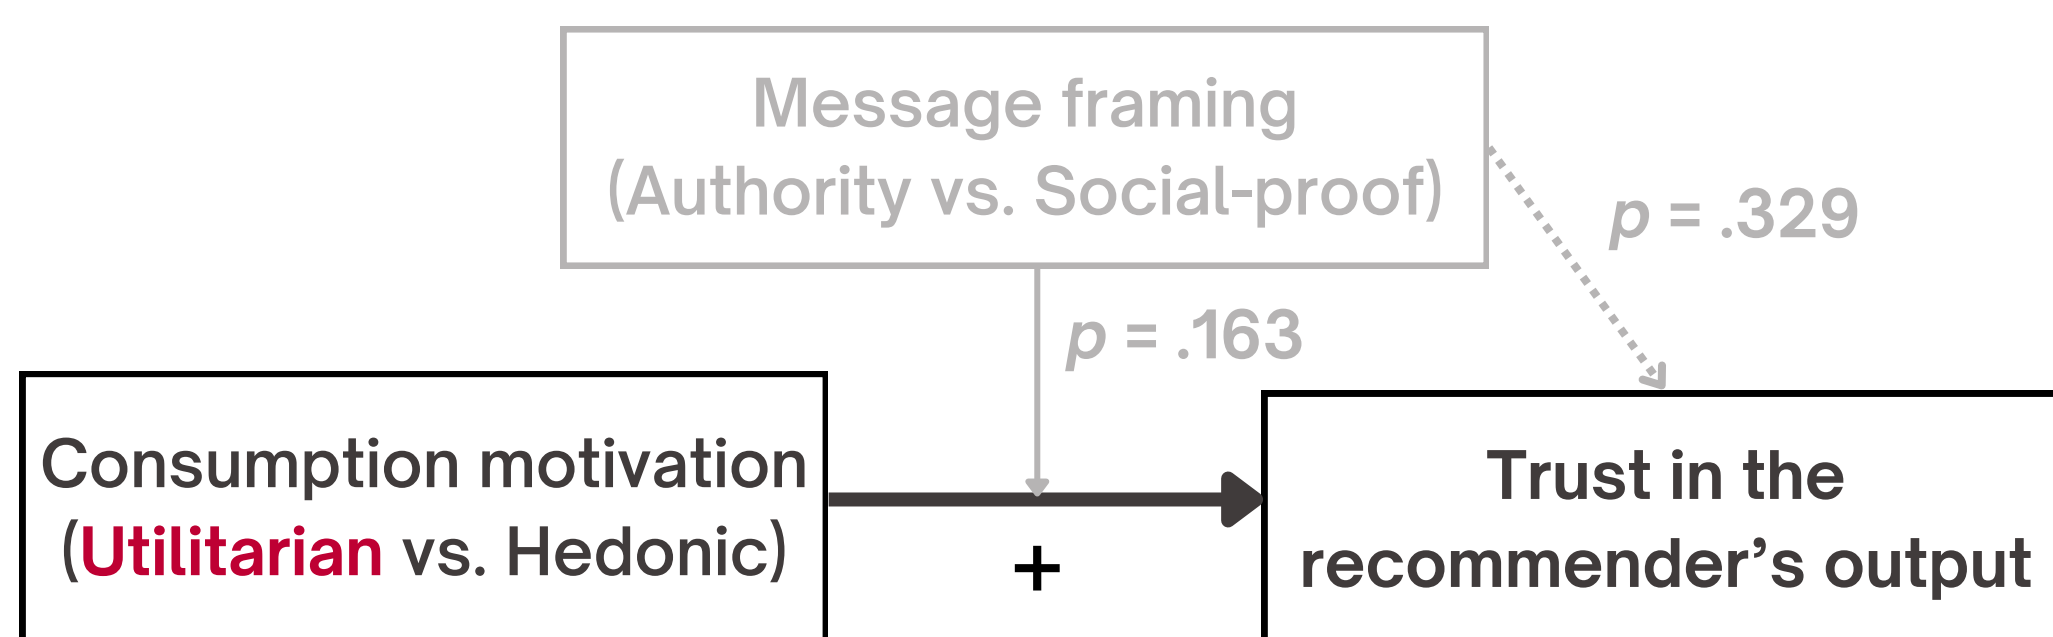 Message framing
(Authority vs. Social-proof)
p = .329
p = .163
Consumption motivation
(Utilitarian vs. Hedonic)
+
Trust in the
recommender’s output